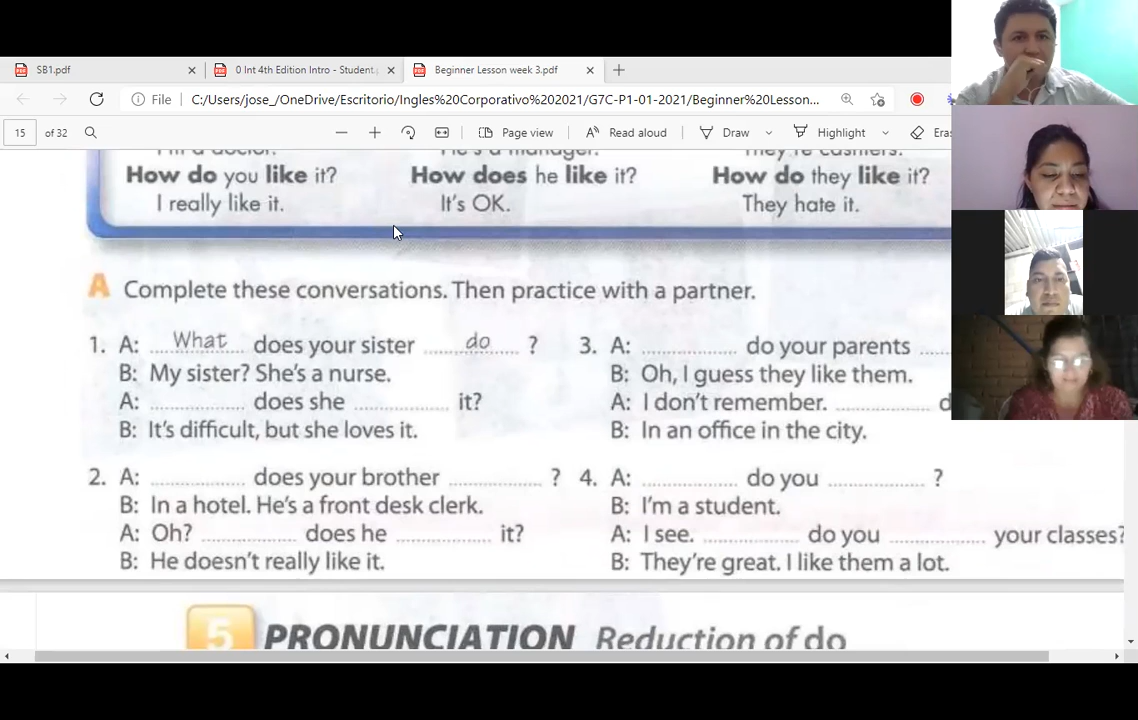 SB1.pdf
0 Int 4th Edition Intro - Student.
Beginner Lesson week 3.pdf
File
C:/Users/jose_/OneDrive/Escritorio/Ingles%20Corporativo%202021/G7C-P1-01-2021/Beginner%20Lesson...
15 of 32
Page view
Read aloud
Draw
Highlight
Eras
I'm a doctor. He's a manager. They're cashiers.
How do you like it? How does he like it? How do they like it?
I really like it. It's OK. They hate it.
A Complete these conversations. Then practice with a partner.
1. A: What does your sister do ?
B: My sister? She's a nurse.
A: ............... does she ............... it?
B: It's difficult, but she loves it.
2. A: ............... does your brother ............... ?
B: In a hotel. He's a front desk clerk.
A: Oh? ............... does he ............... it?
B: He doesn't really like it.
3. A: ............... do your parents .....
B: Oh, I guess they like them.
A: I don't remember. ............... d
B: In an office in the city.
4. A: ............... do you ............... ?
B: I'm a student.
A: I see. ............... do you ............... your classes?
B: They're great. I like them a lot.
5 PRONUNCIATION Reduction of do